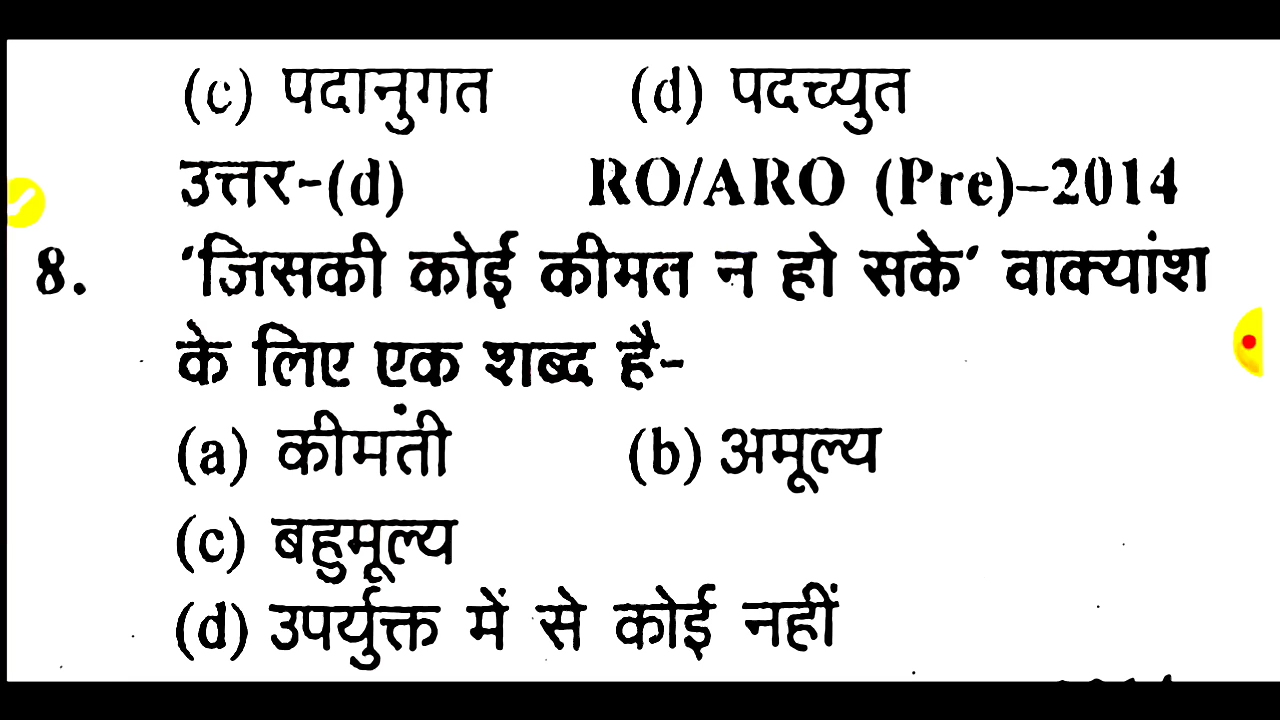 (c) पदानुगत (d) पदच्युत
उत्तर-(d) RO/ARO (Pre)–2014
8. 'जिसकी कोई कीमत न हो सके' वाक्यांश
के लिए एक शब्द है-
(a) कीमती (b) अमूल्य
(c) बहुमूल्य
(d) उपर्युक्त में से कोई नहीं